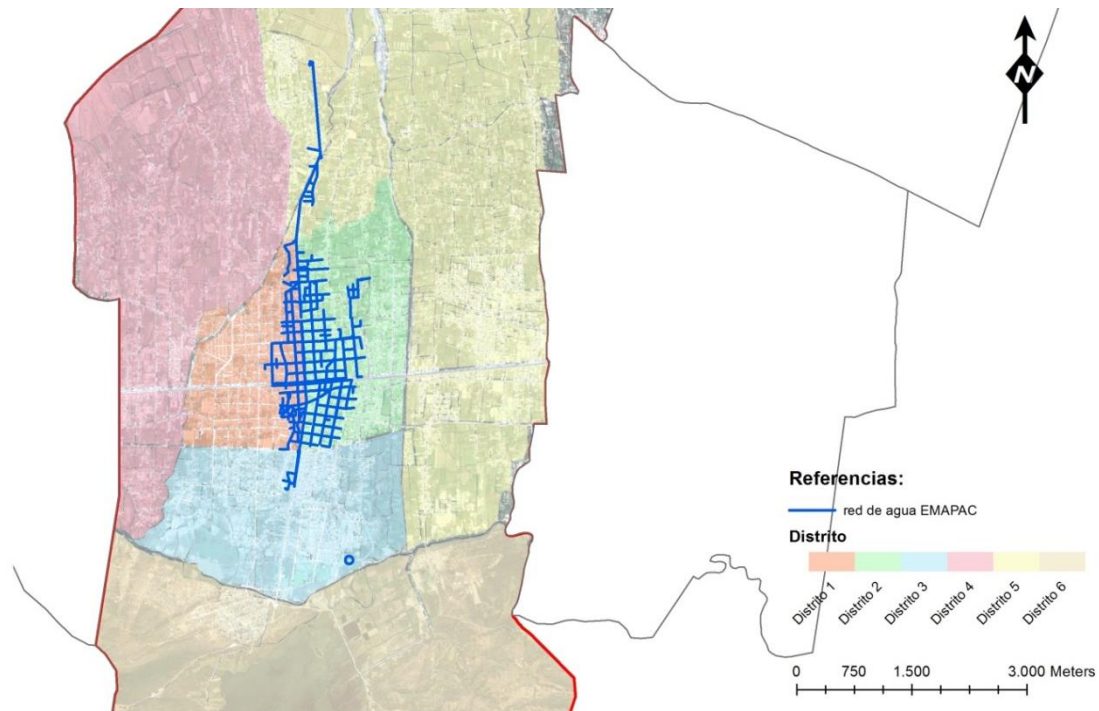 N
Referencias:
red de agua EMAPAC
Distrito
Distrito 1
Distrito 2
Distrito 3
Distrito 4
Distrito 5
Distrito 6
0 750 1.500 3.000 Meters